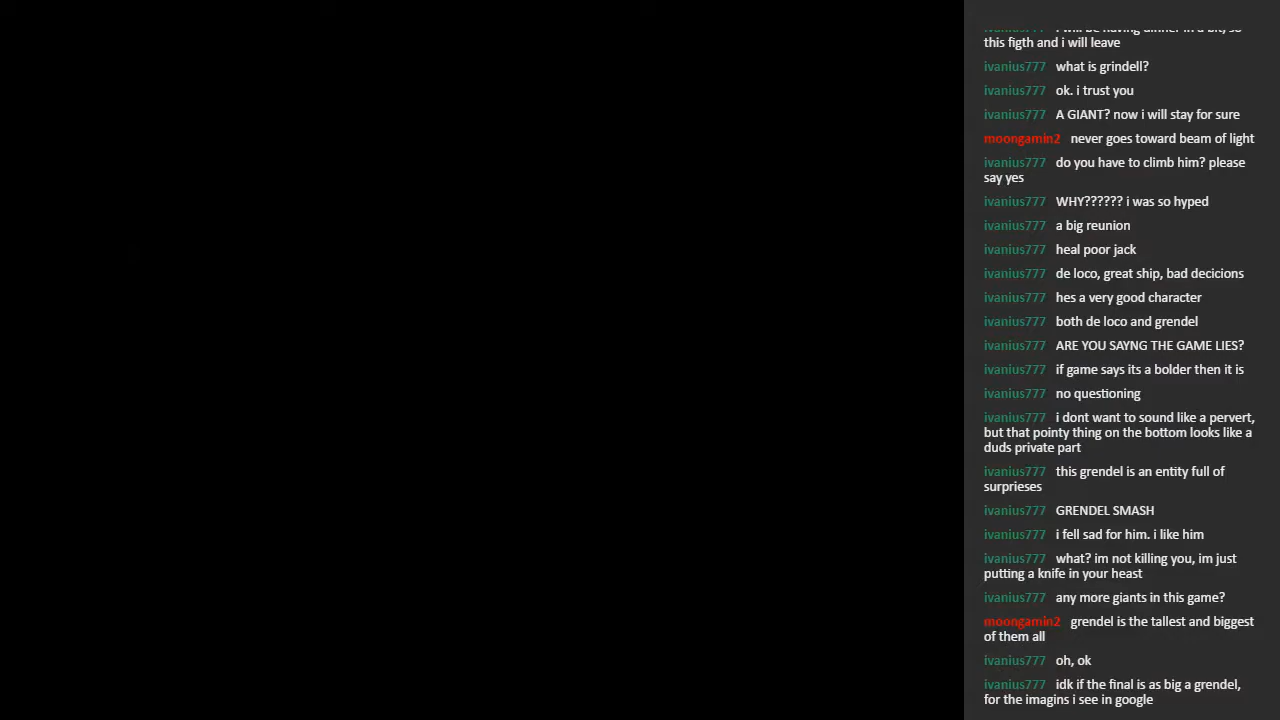 this figth and i will leave
ivanius777 what is grindell?
ivanius777 ok. i trust you
ivanius777 A GIANT? now i will stay for sure
moongamin2 never goes toward beam of light
ivanius777 do you have to climb him? please
say yes
ivanius777 WHY?????? i was so hyped
ivanius777 a big reunion
ivanius777 heal poor jack
ivanius777 de loco, great ship, bad decicions
ivanius777 hes a very good character
ivanius777 both de loco and grendel
ivanius777 ARE YOU SAYNG THE GAME LIES?
ivanius777 if game says its a bolder then it is
ivanius777 no questioning
ivanius777 i dont want to sound like a pervert,
but that pointy thing on the bottom looks like a
duds private part
ivanius777 this grendel is an entity full of
surprieses
ivanius777 GRENDEL SMASH
ivanius777 i fell sad for him. i like him
ivanius777 what? im not killing you, im just
putting a knife in your heast
ivanius777 any more giants in this game?
moongamin2 grendel is the tallest and biggest
of them all
ivanius777 oh, ok
ivanius777 idk if the final is as big a grendel,
for the imagins i see in google